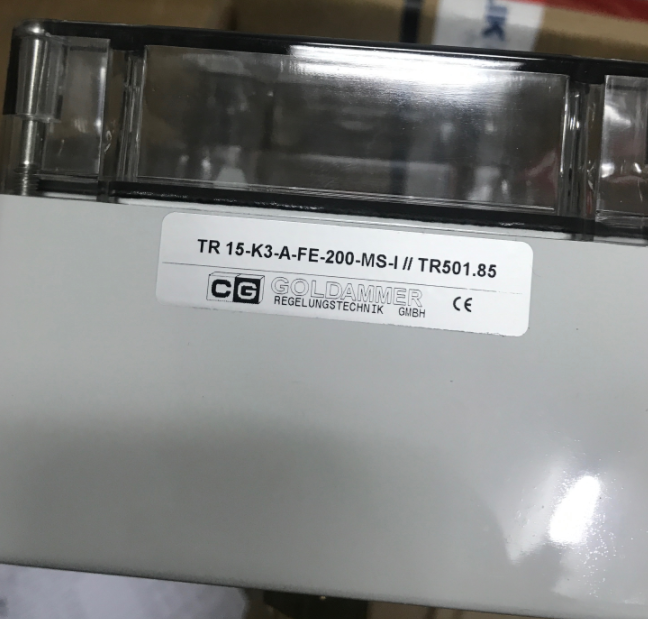 TR 15-K3-A-FE-200-MS-I // TR501.85
CG GOLDAMMER CE
REGELUNGSTECHNIK GMBH